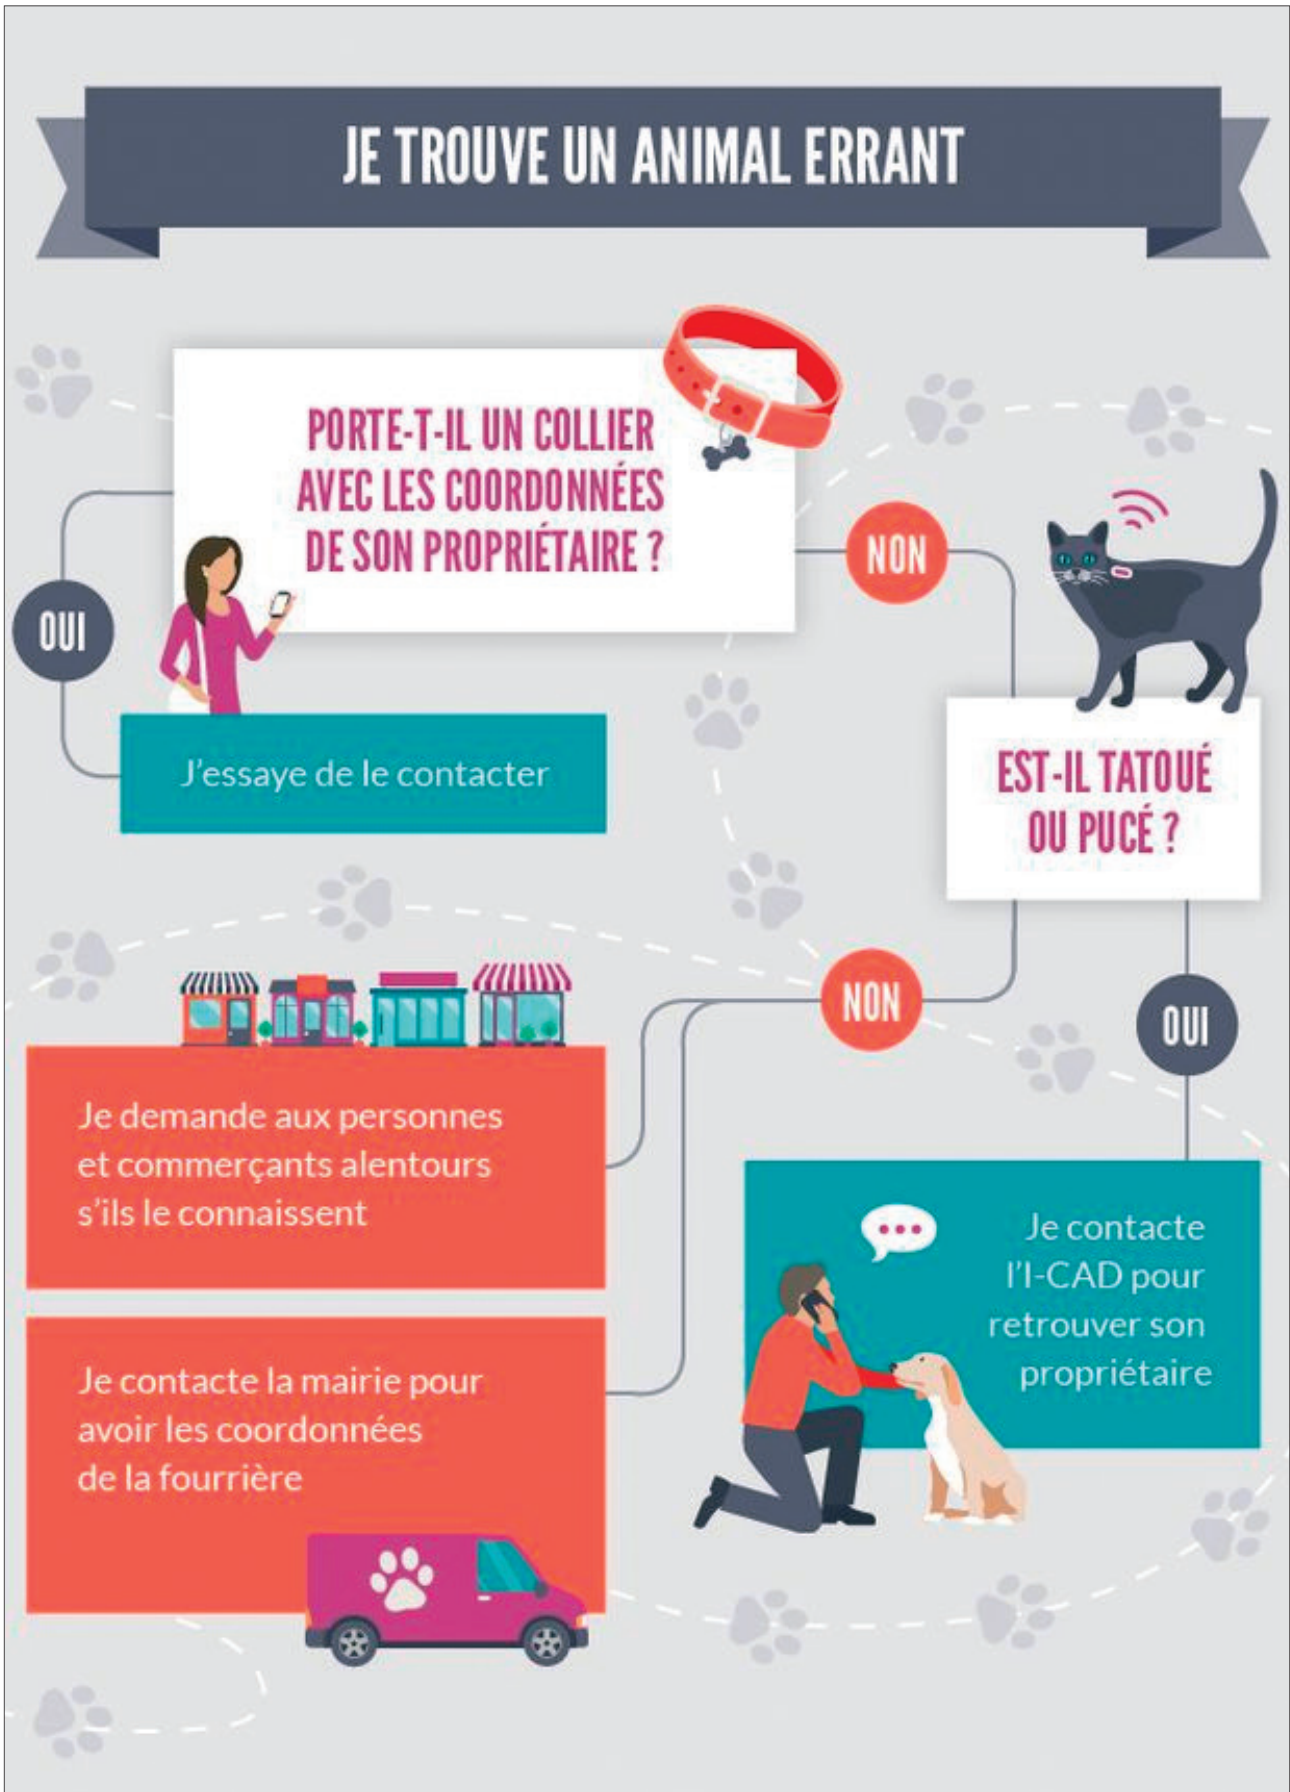 JE TROUVE UN ANIMAL ERRANT
PORTE-T-IL UN COLLIER
AVEC LES COORDONNÉES
DE SON PROPRIÉTAIRE ?
NON
OUI
J'essaye de le contacter
EST-IL TATOUÉ
OU PUCÉ ?
NON
OUI
Je demande aux personnes
et commerçants alentours
s'ils le connaissent
Je contacte la mairie pour
avoir les coordonnées
de la fourrière
Je contacte
l'I-CAD pour
retrouver son
propriétaire